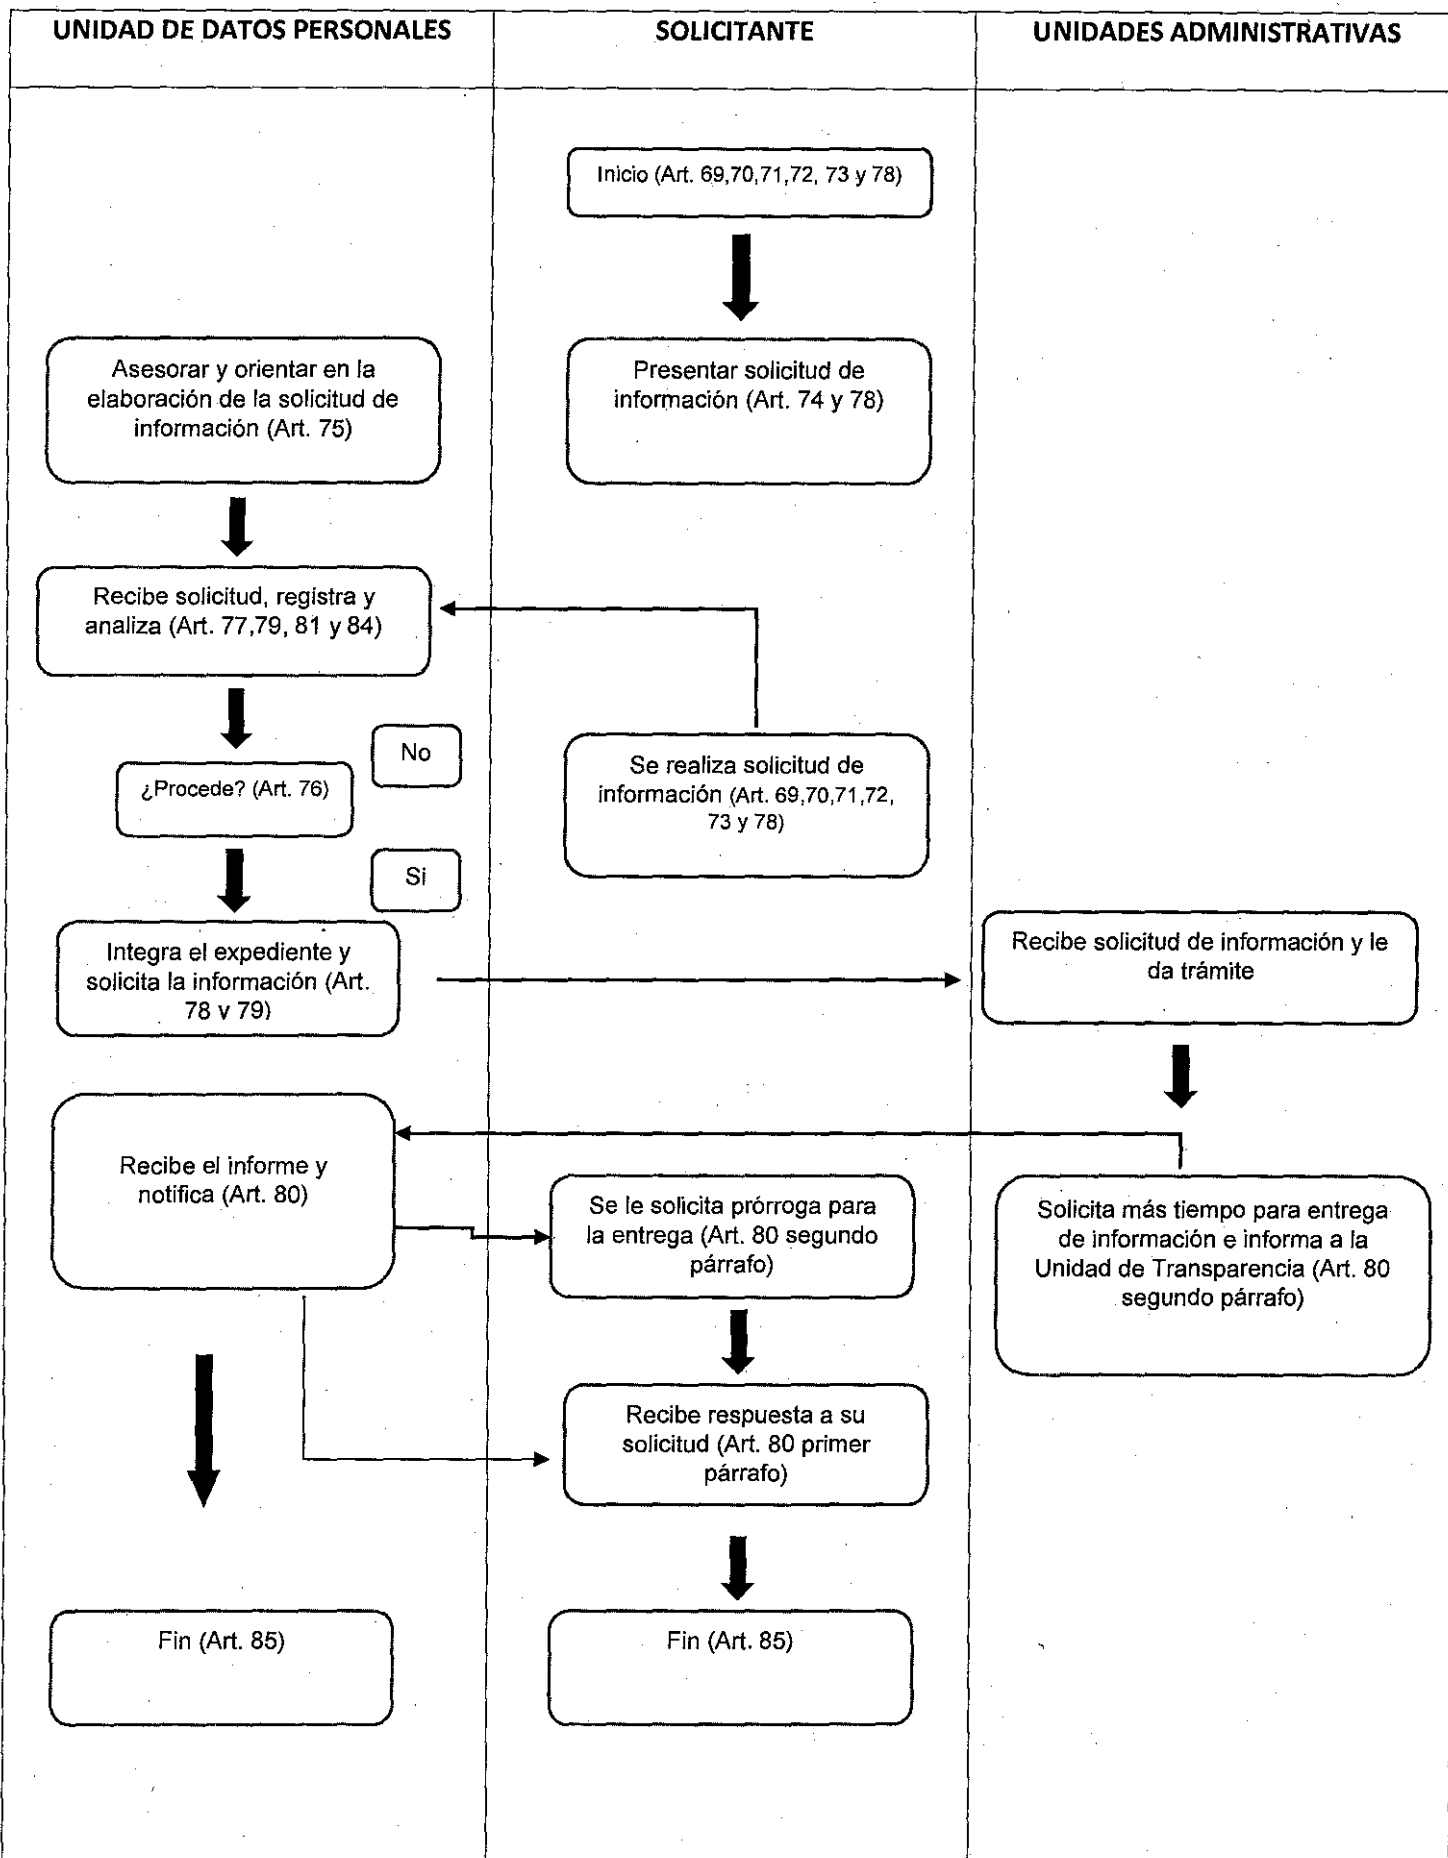 UNIDAD DE DATOS PERSONALES
SOLICITANTE
UNIDADES ADMINISTRATIVAS
Inicio (Art. 69,70,71,72, 73 y 78)
Asesorar y orientar en la
elaboración de la solicitud de
información (Art. 75)
Presentar solicitud de
información (Art. 74 y 78)
Recibe solicitud, registra y
analiza (Art. 77,79, 81 y 84)
No
¿Procede? (Art. 76)
Se realiza solicitud de
información (Art. 69,70,71,72,
73 y 78)
Si
Integra el expediente y
solicita la información (Art.
78 y 79)
Recibe solicitud de información y le
da trámite
Recibe el informe y
notifica (Art. 80)
Se le solicita prórroga para
la entrega (Art. 80 segundo
párrafo)
Solicita más tiempo para entrega
de información e informa a la
Unidad de Transparencia (Art. 80
segundo párrafo)
Recibe respuesta a su
solicitud (Art. 80 primer
párrafo)
Fin (Art. 85)
Fin (Art. 85)